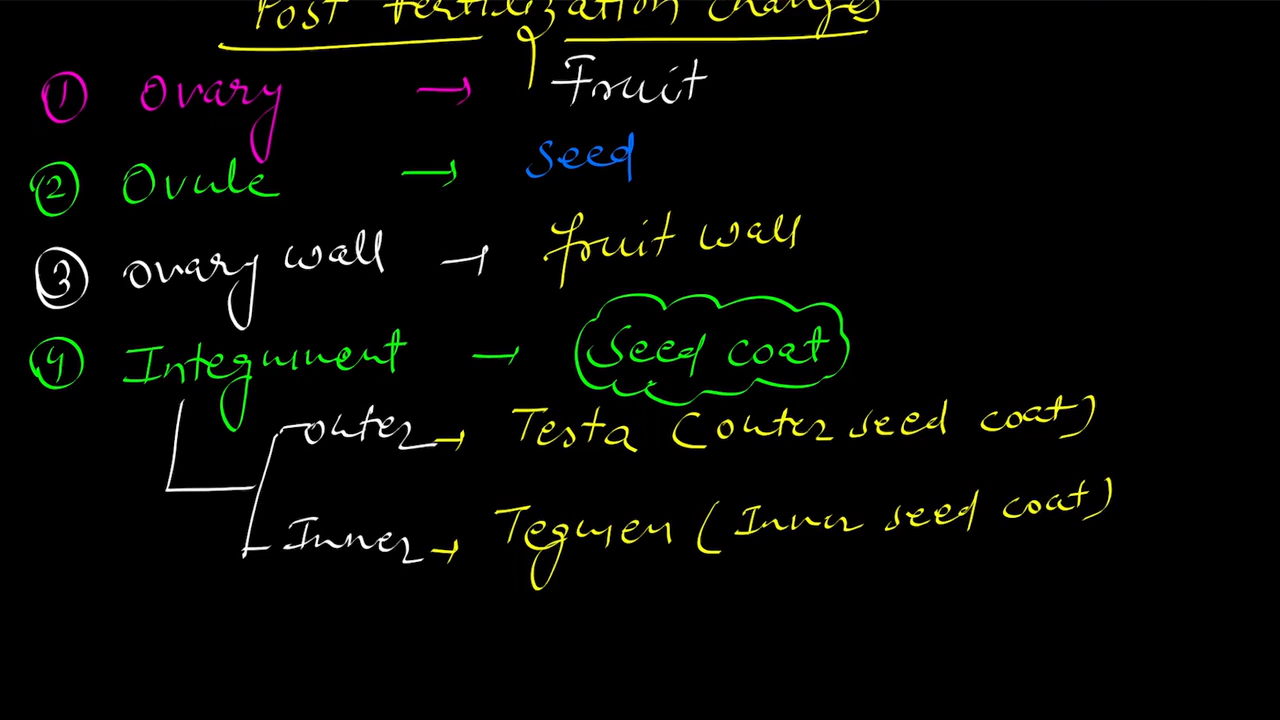 Post fertilization changes
① Ovary → Fruit
② Ovule → Seed
③ Ovary wall → fruit wall
④ Integument → Seed coat
outer → Testa (outer seed coat)
Inner → Tegmen (Inner seed coat)